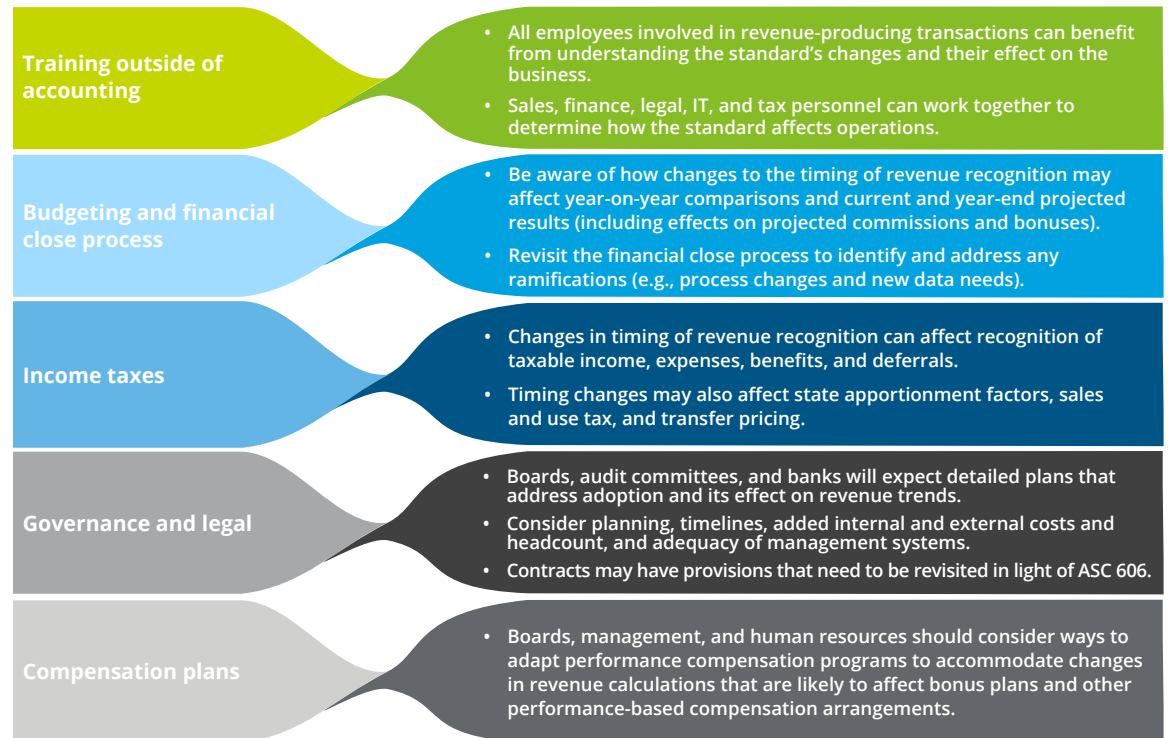 Training outside of
accounting
• All employees involved in revenue-producing transactions can benefit
from understanding the standard’s changes and their effect on the
business.
• Sales, finance, legal, IT, and tax personnel can work together to
determine how the standard affects operations.
Budgeting and financial
close process
• Be aware of how changes to the timing of revenue recognition may
affect year-on-year comparisons and current and year-end projected
results (including effects on projected commissions and bonuses).
• Revisit the financial close process to identify and address any
ramifications (e.g., process changes and new data needs).
Income taxes
• Changes in timing of revenue recognition can affect recognition of
taxable income, expenses, benefits, and deferrals.
• Timing changes may also affect state apportionment factors, sales
and use tax, and transfer pricing.
Governance and legal
• Boards, audit committees, and banks will expect detailed plans that
address adoption and its effect on revenue trends.
• Consider planning, timelines, added internal and external costs and
headcount, and adequacy of management systems.
• Contracts may have provisions that need to be revisited in light of ASC 606.
Compensation plans
• Boards, management, and human resources should consider ways to
adapt performance compensation programs to accommodate changes
in revenue calculations that are likely to affect bonus plans and other
performance-based compensation arrangements.